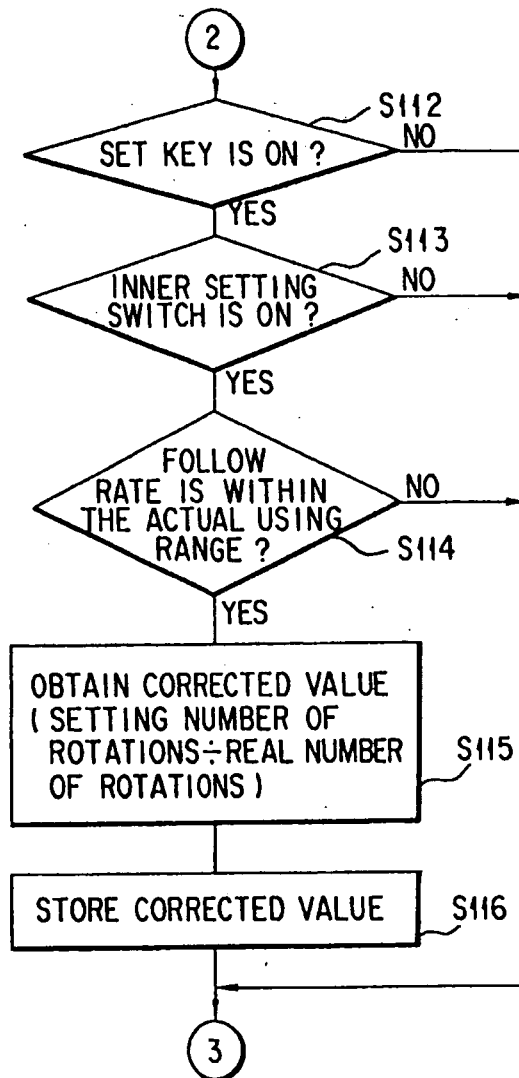 2
S112
SET KEY IS ON ?
NO
YES
S113
INNER SETTING
SWITCH IS ON ?
NO
YES
FOLLOW
RATE IS WITHIN
THE ACTUAL USING
RANGE ?
NO
S114
YES
OBTAIN CORRECTED VALUE
( SETTING NUMBER OF
ROTATIONS÷REAL NUMBER
OF ROTATIONS )
S115
STORE CORRECTED VALUE
S116
3